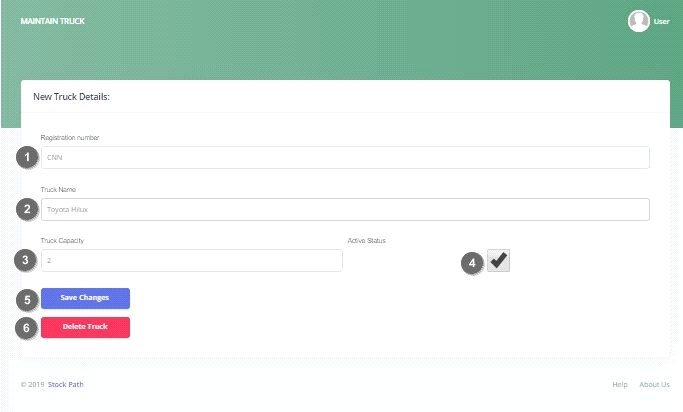 MAINTAIN TRUCK
User
New Truck Details:
Registration number
1
CNN
Truck Name
2
Toyota Hilux
Truck Capacity
Active Status
3
2
4
5
Save Changes
6
Delete Truck
© 2019 Stock Path
Help
About Us